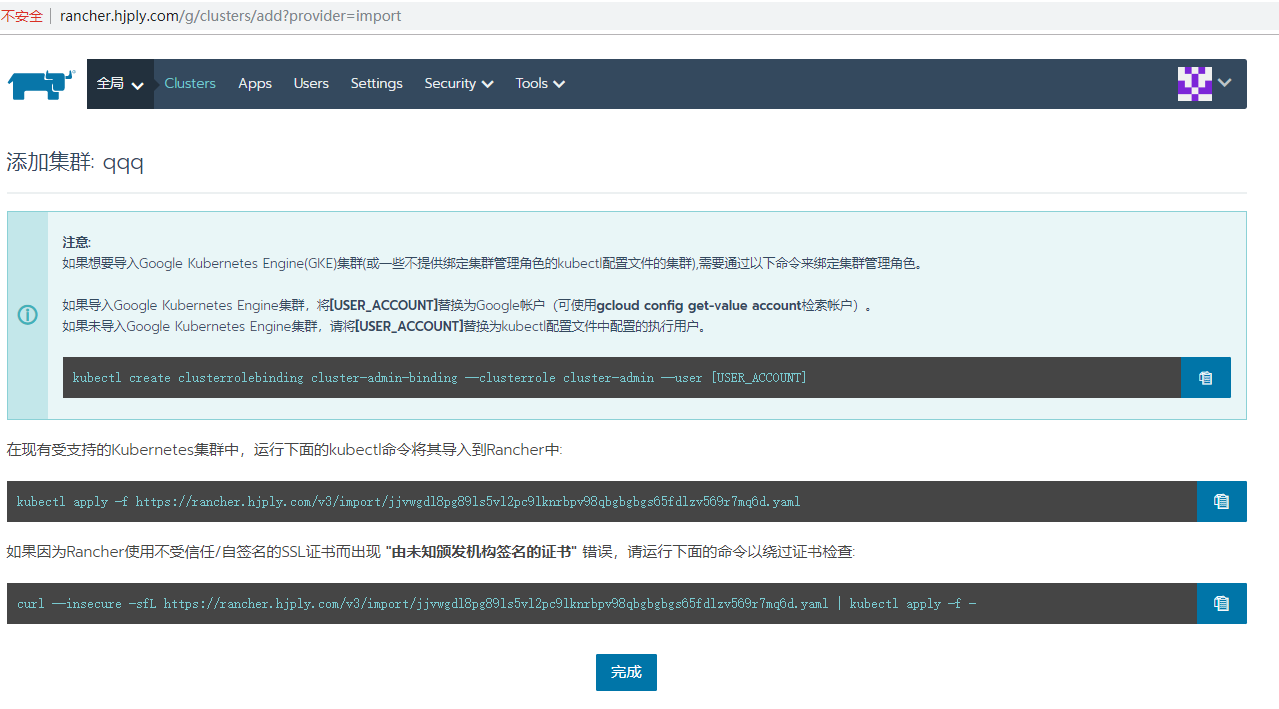 不安全 rancher.hjply.com/g/clusters/add?provider=import
全局 Clusters Apps Users Settings Security Tools
添加集群: qqq
注意:
如果想要导入Google Kubernetes Engine(GKE)集群(或一些不提供绑定集群管理角色的kubectl配置文件的集群),需要通过以下命令来绑定集群管理角色。
如果导入Google Kubernetes Engine集群，将[USER_ACCOUNT]替换为Google帐户（可使用gcloud config get-value account检索帐户）。
如果未导入Google Kubernetes Engine集群，请将[USER_ACCOUNT]替换为kubectl配置文件中配置的执行用户。
kubectl create clusterrolebinding cluster-admin-binding --clusterrole cluster-admin --user [USER_ACCOUNT]
在现有受支持的Kubernetes集群中，运行下面的kubectl命令将其导入到Rancher中:
kubectl apply -f https://rancher.hjply.com/v3/import/jjvwgdl8pg89ls5vl2pc9lknrbpv98qbgbgbgs65fdlzv569r7mq6d.yaml
如果因为Rancher使用不受信任/自签名的SSL证书而出现 "由未知颁发机构签名的证书" 错误，请运行下面的命令以绕过证书检查:
curl --insecure -sfL https://rancher.hjply.com/v3/import/jjvwgdl8pg89ls5vl2pc9lknrbpv98qbgbgbgs65fdlzv569r7mq6d.yaml | kubectl apply -f -
完成